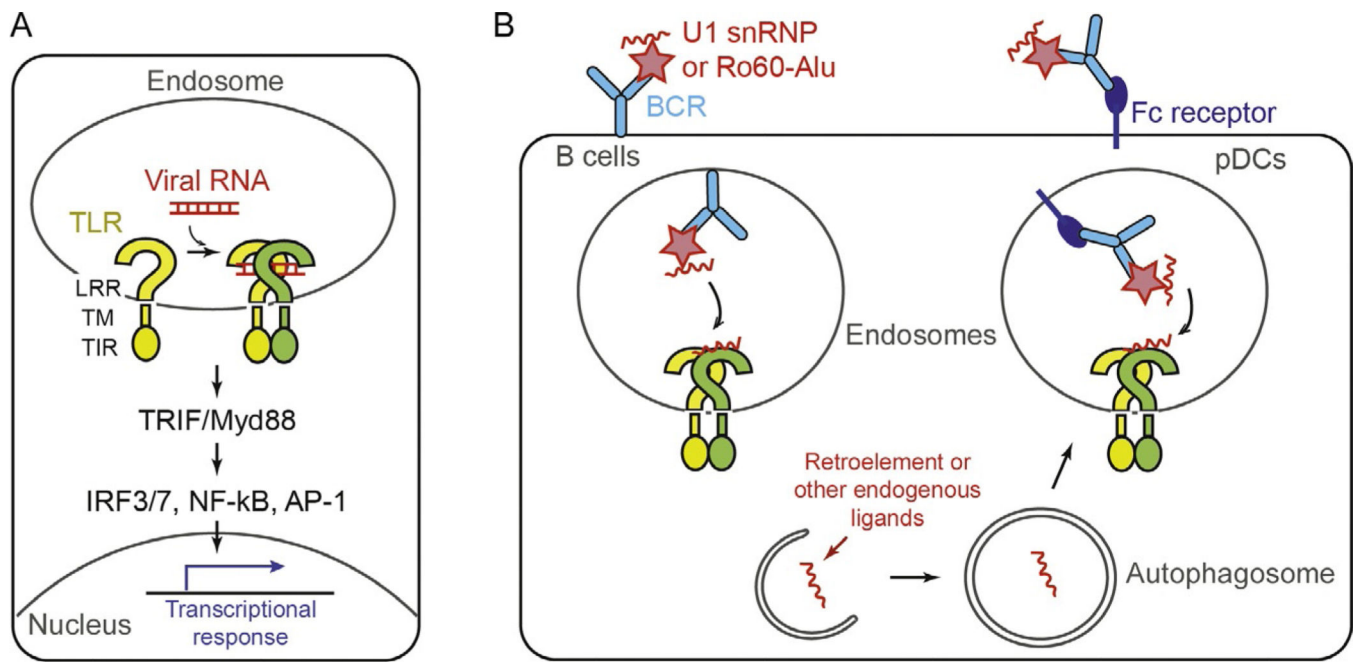 A
Endosome
Viral RNA
TLR
LRR
TM
TIR
TRIF/Myd88
IRF3/7, NF-kB, AP-1
Transcriptional
response
Nucleus
B
U1 snRNP
or Ro60-Alu
BCR
Fc receptor
B cells
pDCs
Endosomes
Retroelement or
other endogenous
ligands
Autophagosome